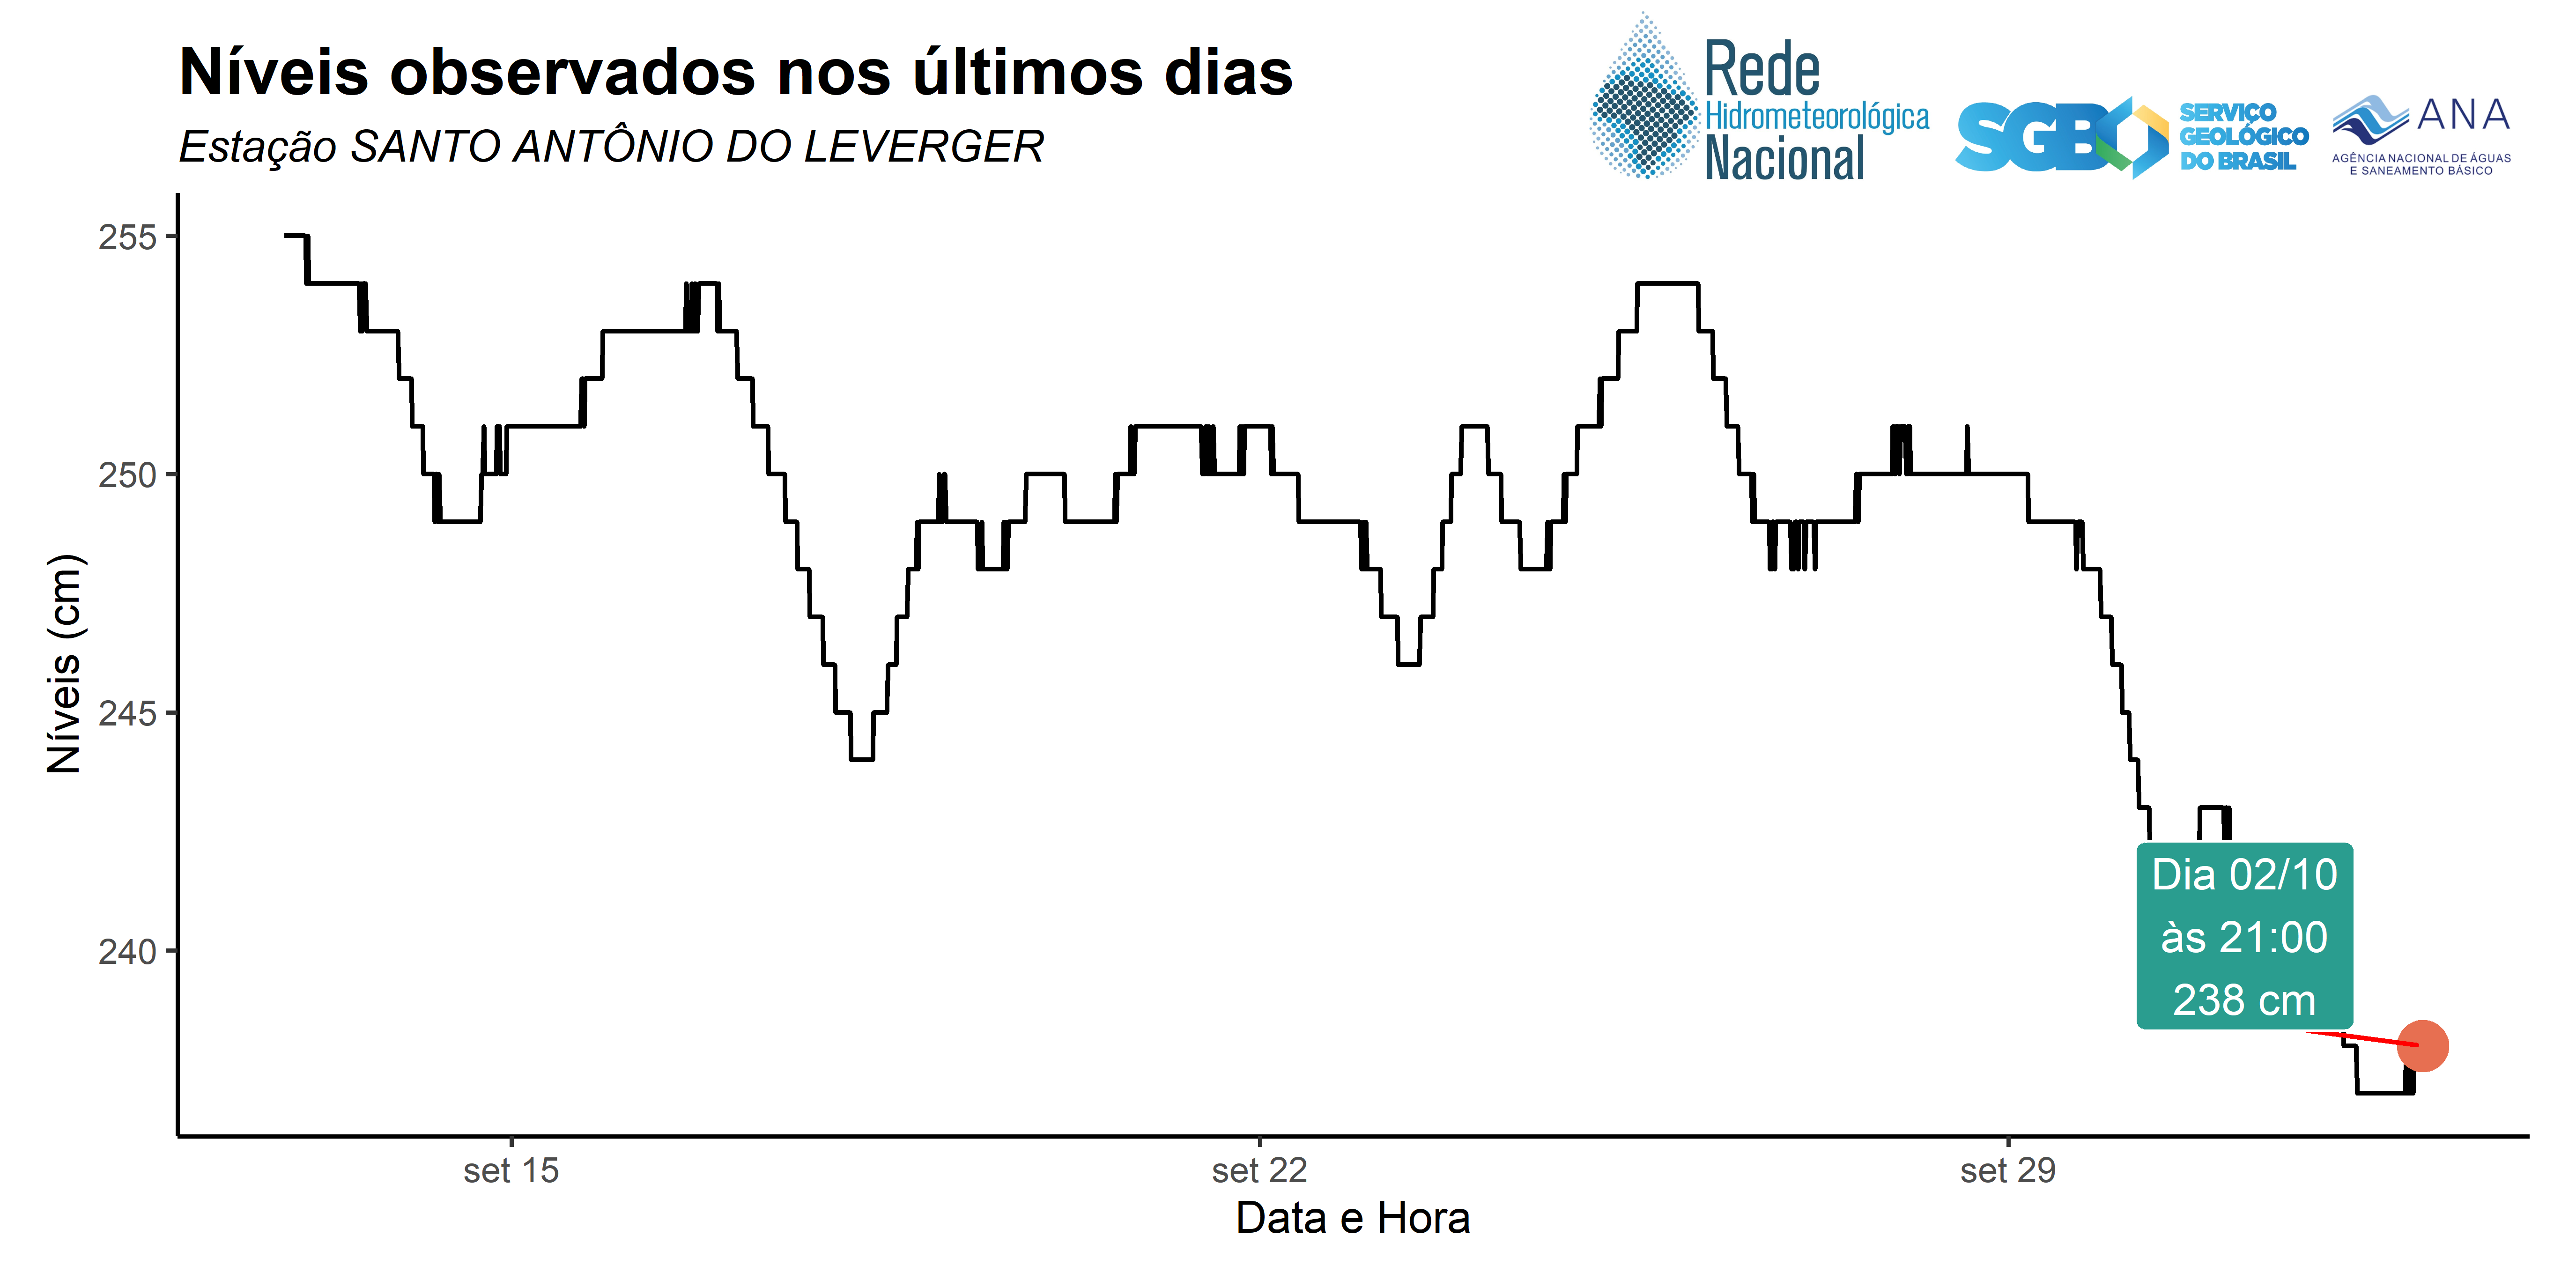 Níveis observados nos últimos dias
Estação SANTO ANTÔNIO DO LEVERGER
Rede
Hidrometeorológica
Nacional
SGB
SERVIÇO
GEOLÓGICO
DO BRASIL
ANA
AGÊNCIA NACIONAL DE ÁGUAS
E SANEAMENTO BÁSICO
Níveis (cm)
255
250
245
240
Dia 02/10
às 21:00
238 cm
set 15
set 22
set 29
Data e Hora